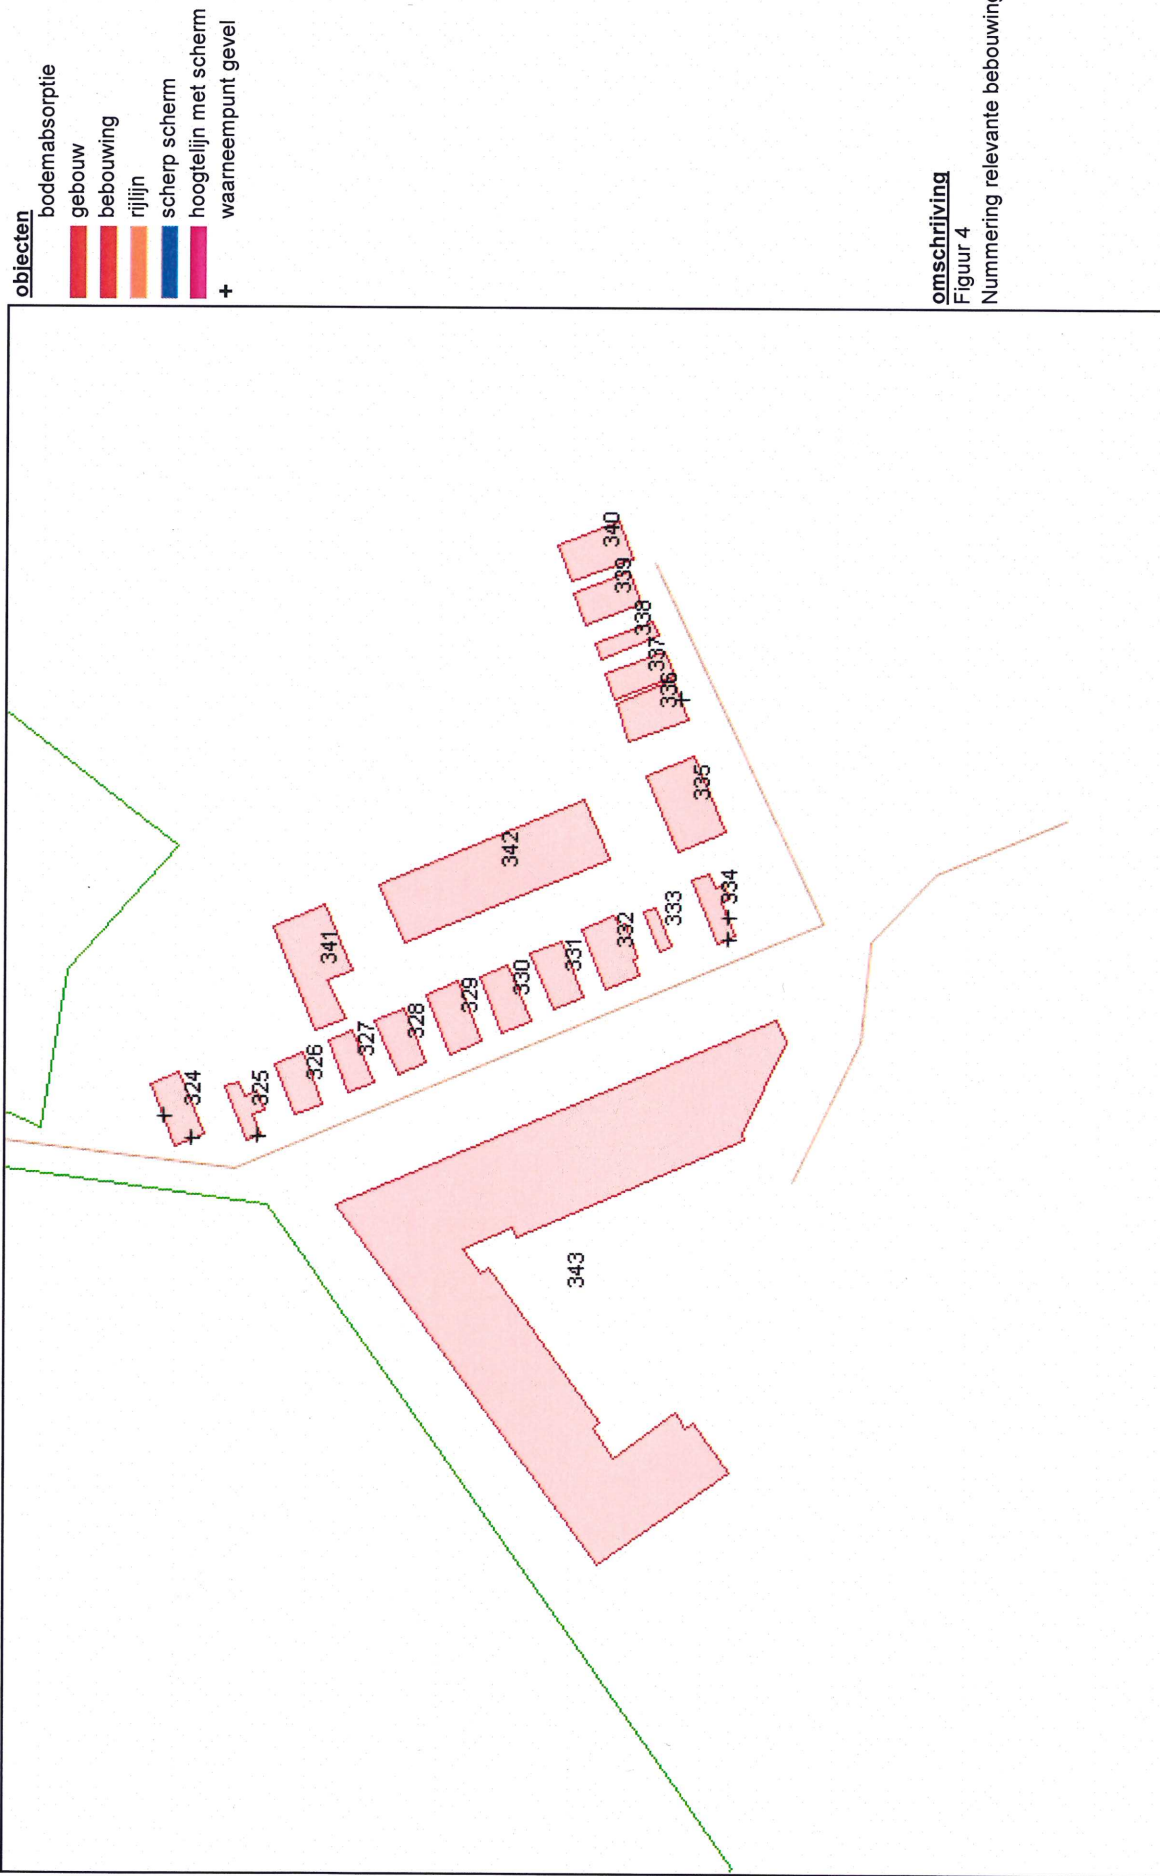 objecten
bodemabsorptie
gebouw
bebouwing
rijlijn
scherp scherm
hoogtelijn met scherm
+ waarneempunt gevel
omschrijving
Figuur 4
Nummering relevante bebouwing
324
325
326
327
328
329
330
331
332
333
334
335
336
337
338
339
340
341
342
343